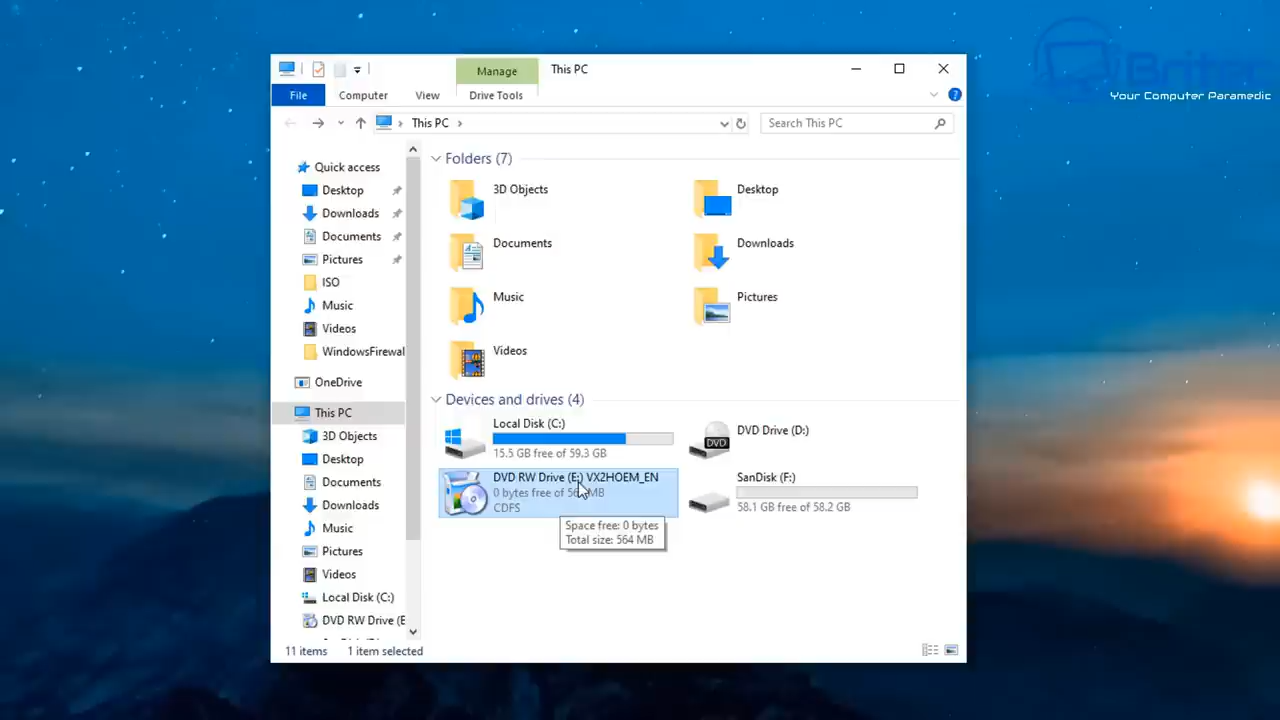 Britec
Your Computer Paramedic
Manage
This PC
File
Computer
View
Drive Tools
This PC
Search This PC
Quick access
Desktop
Downloads
Documents
Pictures
ISO
Music
Videos
WindowsFirewal
OneDrive
This PC
3D Objects
Desktop
Documents
Downloads
Music
Pictures
Videos
Local Disk (C:)
DVD RW Drive (E
Folders (7)
3D Objects
Desktop
Documents
Downloads
Music
Pictures
Videos
Devices and drives (4)
Local Disk (C:)
15.5 GB free of 59.3 GB
DVD
DVD Drive (D:)
DVD RW Drive (E:) VX2HOEM_EN
0 bytes free of 564 MB
CDFS
SanDisk (F:)
58.1 GB free of 58.2 GB
Space free: 0 bytes
Total size: 564 MB
11 items
1 item selected